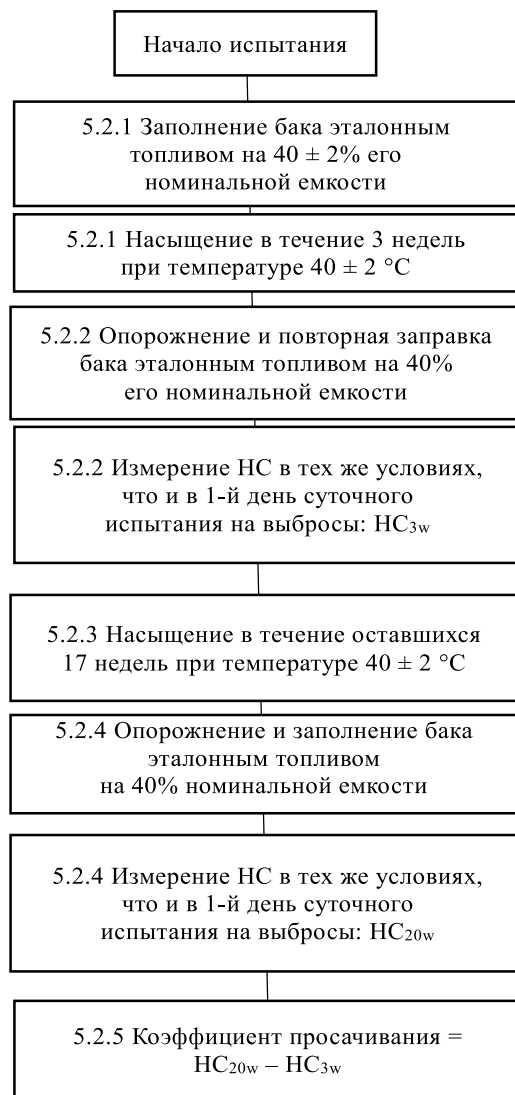 Начало испытания
5.2.1 Заполнение бака эталонным
топливом на 40 ± 2% его
номинальной емкости
5.2.1 Насыщение в течение 3 недель
при температуре 40 ± 2 °C
5.2.2 Опорожнение и повторная заправка
бака эталонным топливом на 40%
его номинальной емкости
5.2.2 Измерение HC в тех же условиях,
что и в 1-й день суточного
испытания на выбросы: HC3w
5.2.3 Насыщение в течение оставшихся
17 недель при температуре 40 ± 2 °C
5.2.4 Опорожнение и заполнение бака
эталонным топливом
на 40% номинальной емкости
5.2.4 Измерение HC в тех же условиях,
что и в 1-й день суточного
испытания на выбросы: HC20w
5.2.5 Коэффициент просачивания =
HC20w – HC3w